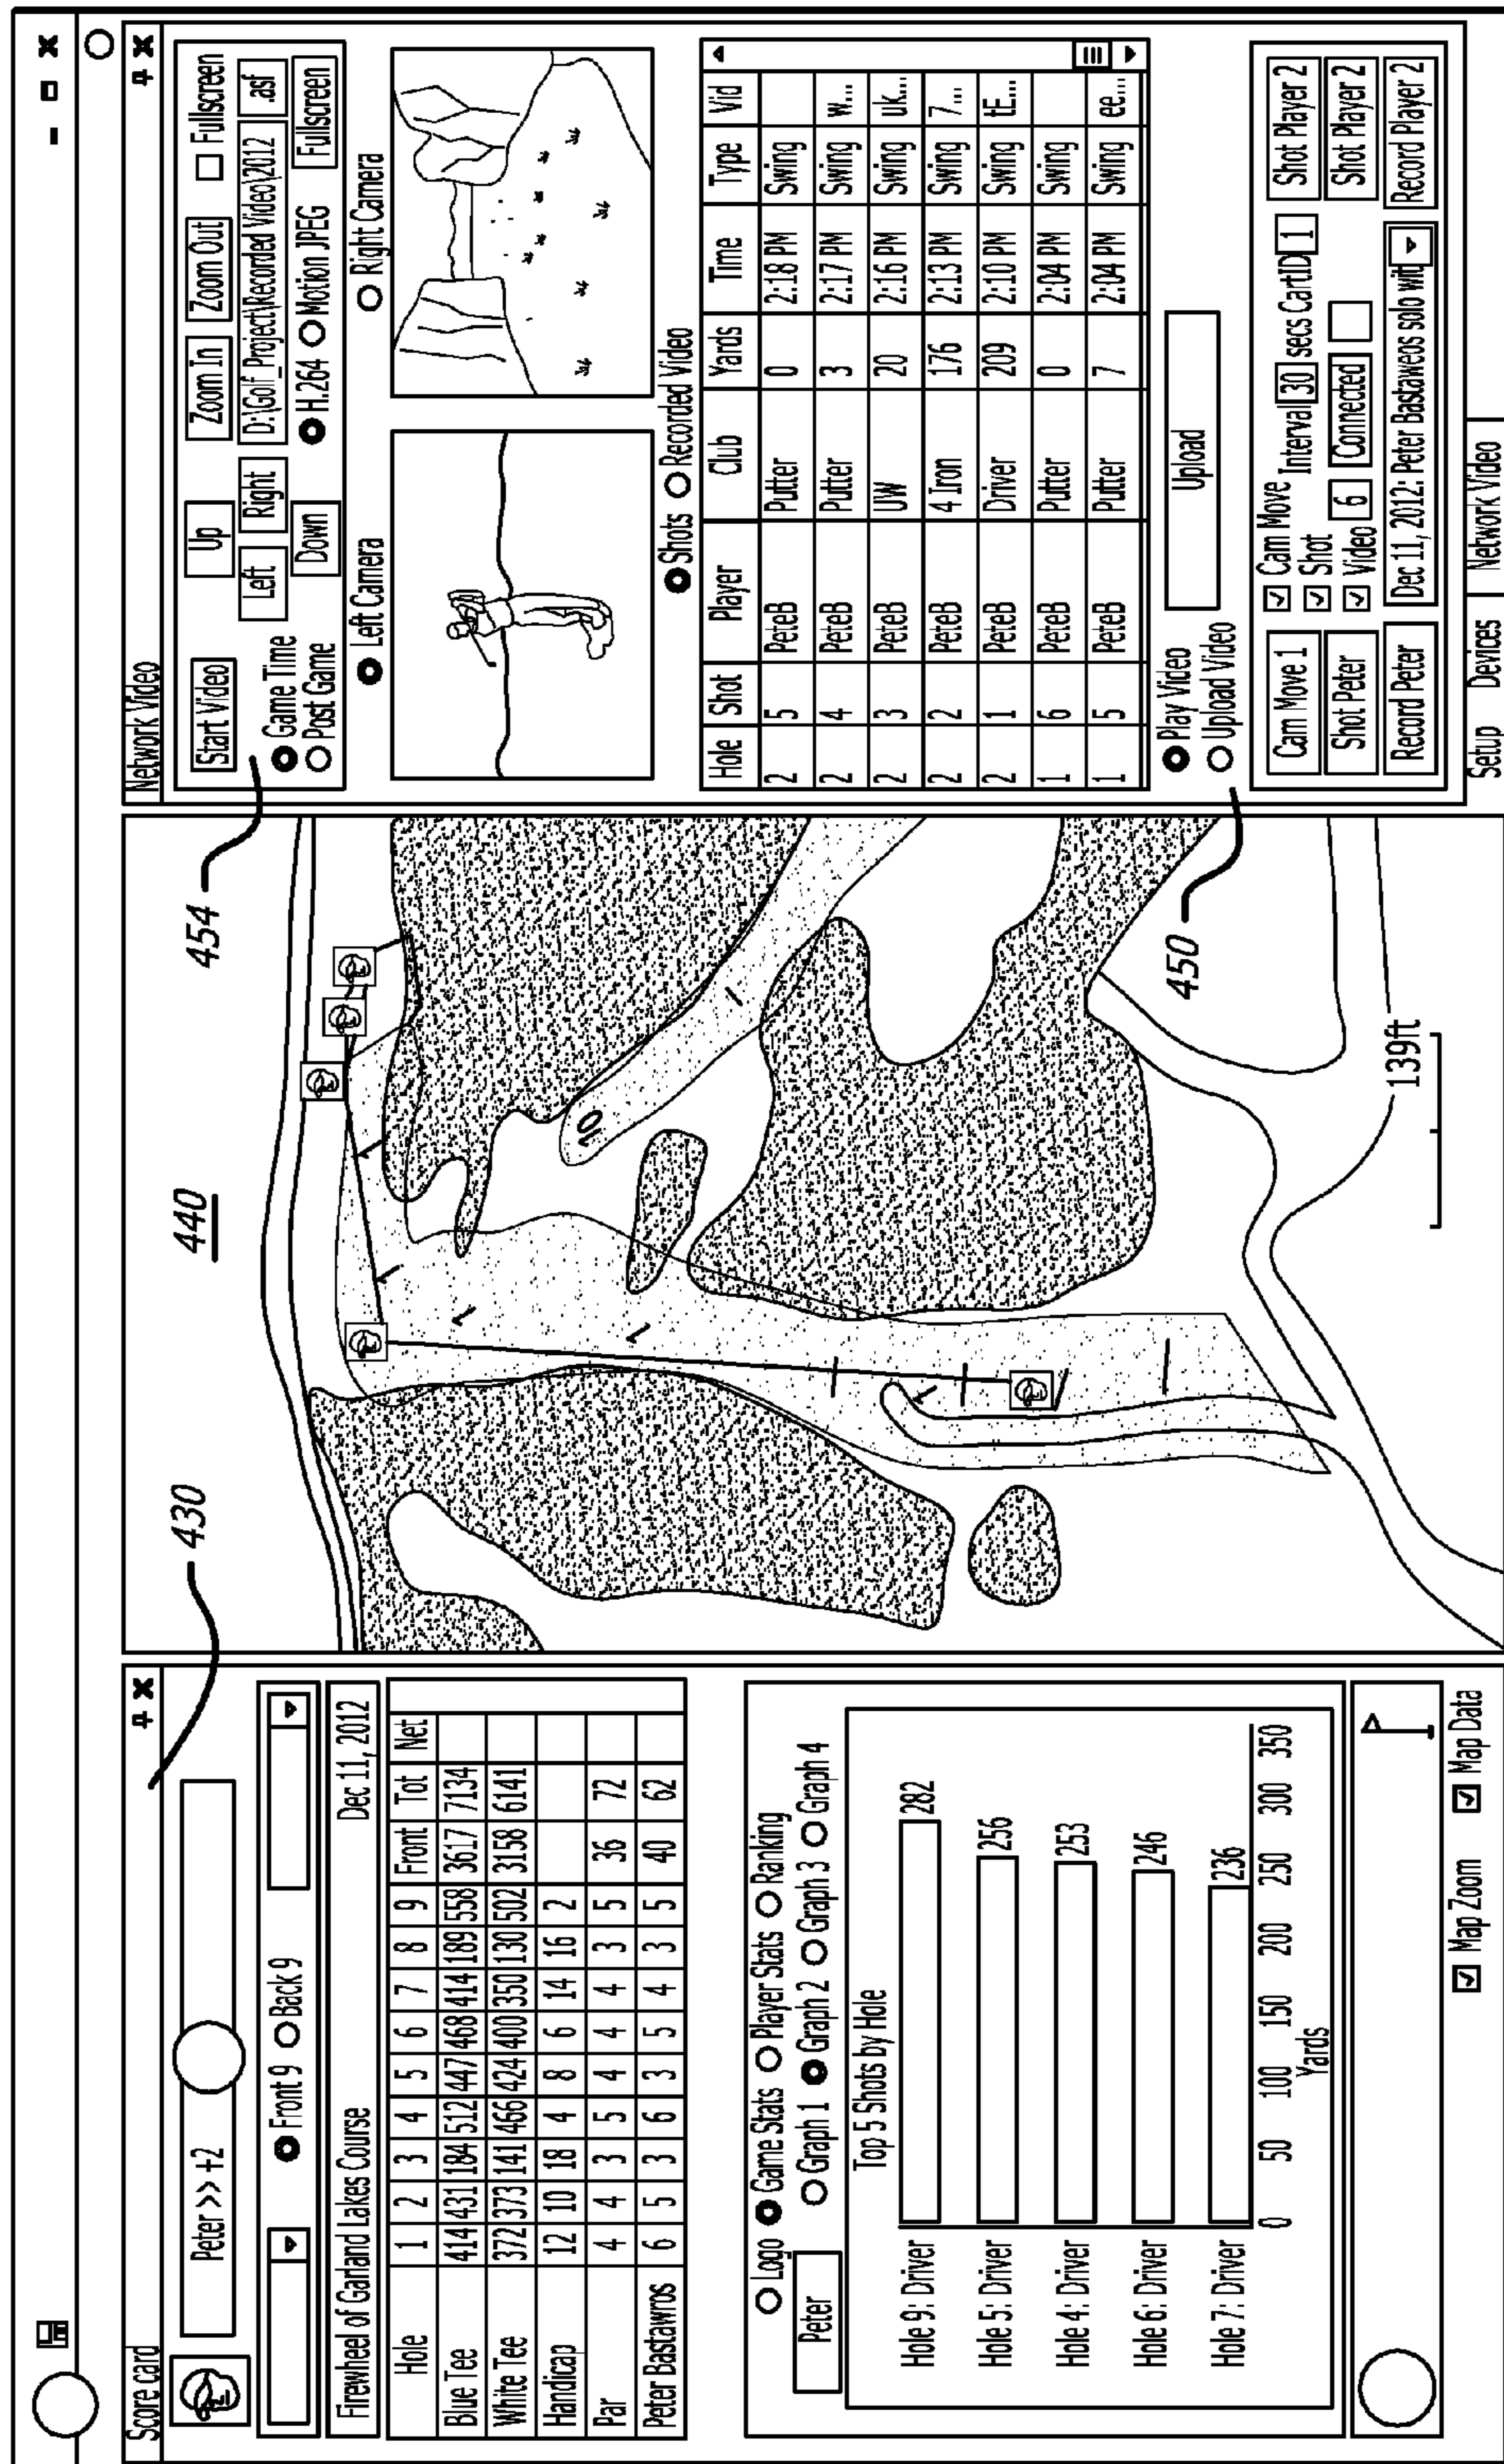 430
440
454
450
Score card
Peter >> +2
Front 9 Back 9
Firewheel of Garland Lakes Course Dec 11, 2012
Hole 1 2 3 4 5 6 7 8 9 Front Tot Net
Blue Tee 414 431 184 512 447 468 414 189 558 3617 7134
White Tee 372 373 141 466 424 400 350 130 502 3158 6141
Handicap 12 10 18 4 8 6 14 16 2
Par 4 4 3 5 4 4 4 3 5 36 72
Peter Bastawros 6 5 3 6 3 5 4 3 5 40 62
Logo Game Stats Player Stats Ranking
Peter Graph 1 Graph 2 Graph 3 Graph 4
Top 5 Shots by Hole
Hole 9: Driver 282
Hole 5: Driver 256
Hole 4: Driver 253
Hole 6: Driver 246
Hole 7: Driver 236
0 50 100 150 200 250 300 350
Yards
Map Zoom Map Data
10
139ft
Network Video
Start Video Up Zoom In Zoom Out Fullscreen
Game Time Left Right D:\Golf_Project\Recorded Video\2012 .asf
Post Game Down H.264 Motion JPEG Fullscreen
Left Camera Right Camera
Shots Recorded Video
Hole Shot Player Club Yards Time Type Vid
2 5 PeteB Putter 0 2:18 PM Swing
2 4 PeteB Putter 3 2:17 PM Swing w...
2 3 PeteB UW 20 2:16 PM Swing uk...
2 2 PeteB 4 Iron 176 2:13 PM Swing 7...
2 1 PeteB Driver 209 2:10 PM Swing tE...
1 6 PeteB Putter 0 2:04 PM Swing
1 5 PeteB Putter 7 2:04 PM Swing ee...
Play Video
Upload Video Upload
Cam Move 1 Cam Move Interval 30 secs CartID 1 Shot Player 2
Shot Peter Shot
Video 6 Connected Shot Player 2
Record Peter Dec 11, 2012: Peter Bastaweos solo wit Record Player 2
Setup Devices Network Video